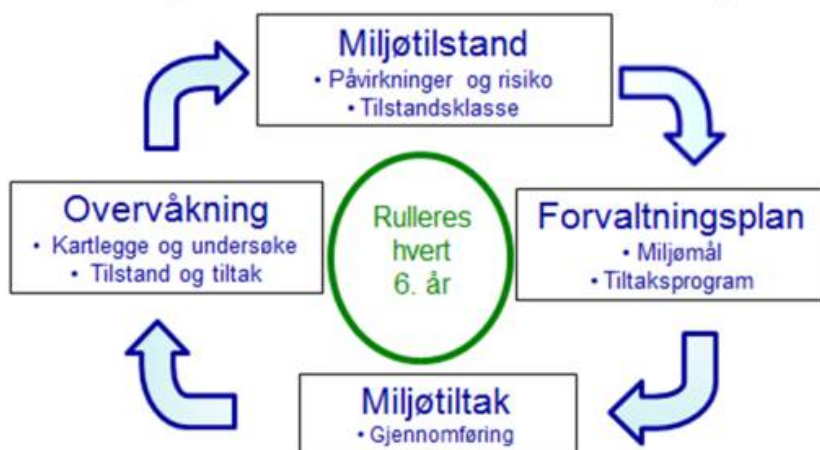 Miljøtilstand
• Påvirkninger og risiko
• Tilstandsklasse
Overvåkning
• Kartlegge og undersøke
• Tilstand og tiltak
Rulleres
hvert
6. år
Forvaltningsplan
• Miljømål
• Tiltaksprogram
Miljøtiltak
• Gjennomføring